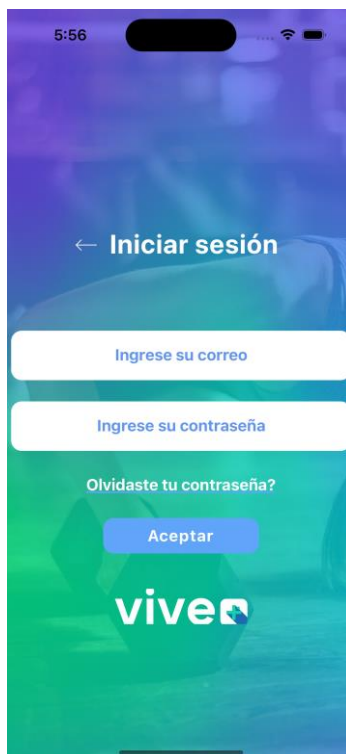 5:56
← Iniciar sesión
Ingrese su correo
Ingrese su contraseña
Olvidaste tu contraseña?
Aceptar
vive